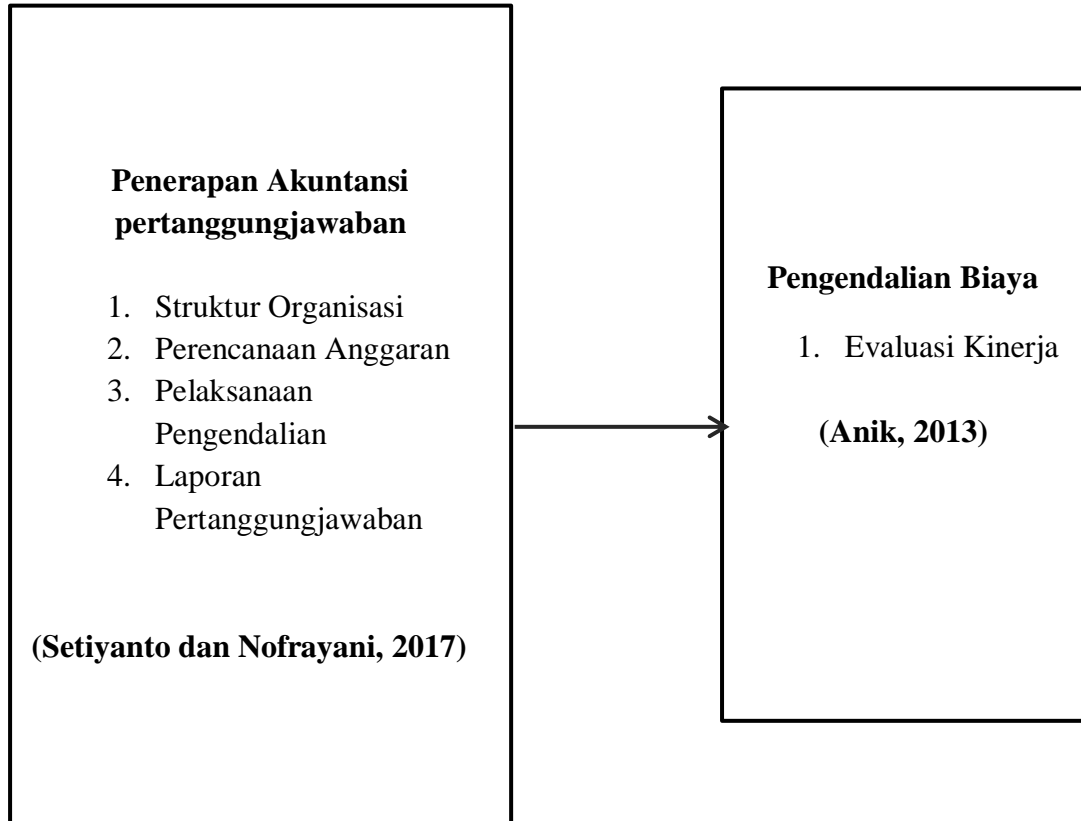 Penerapan Akuntansi
pertanggungjawaban
1. Struktur Organisasi
2. Perencanaan Anggaran
3. Pelaksanaan
Pengendalian
4. Laporan
Pertanggungjawaban
(Setiyanto dan Nofrayani, 2017)
Pengendalian Biaya
1. Evaluasi Kinerja
(Anik, 2013)